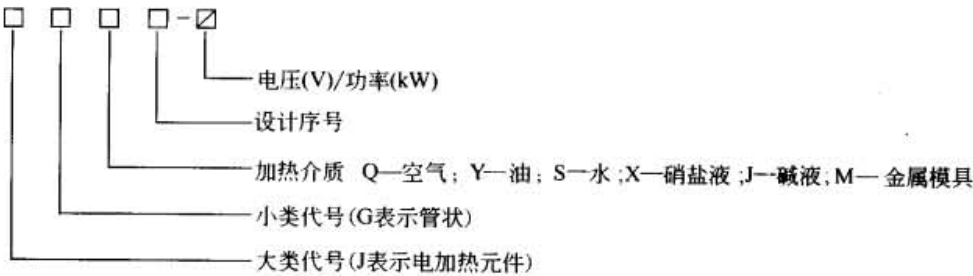 电压(V)/功率(kW)
设计序号
加热介质 Q—空气; Y—油; S—水;X—硝盐液;J—碱液;M—金属模具
小类代号(G表示管状)
大类代号(J表示电加热元件)